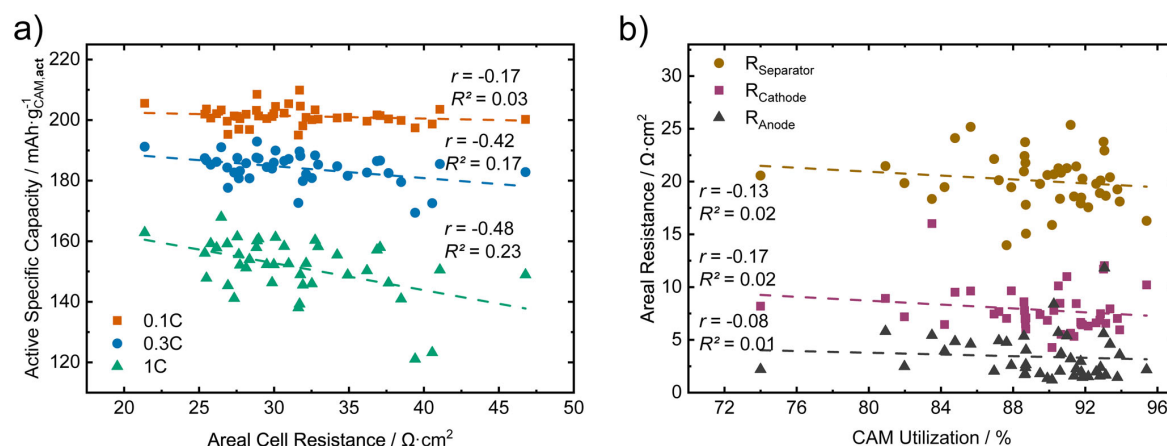 a)
Active Specific Capacity / mAh·g⁻¹CAM,act
220
200
180
160
140
120
r = -0.17
R² = 0.03
r = -0.42
R² = 0.17
r = -0.48
R² = 0.23
0.1C
0.3C
1C
20 25 30 35 40 45 50
Areal Cell Resistance / Ω·cm²
b)
Areal Resistance / Ω·cm²
30
25
20
15
10
5
0
R Separator
R Cathode
R Anode
r = -0.13
R² = 0.02
r = -0.17
R² = 0.02
r = -0.08
R² = 0.01
72 76 80 84 88 92 96
CAM Utilization / %